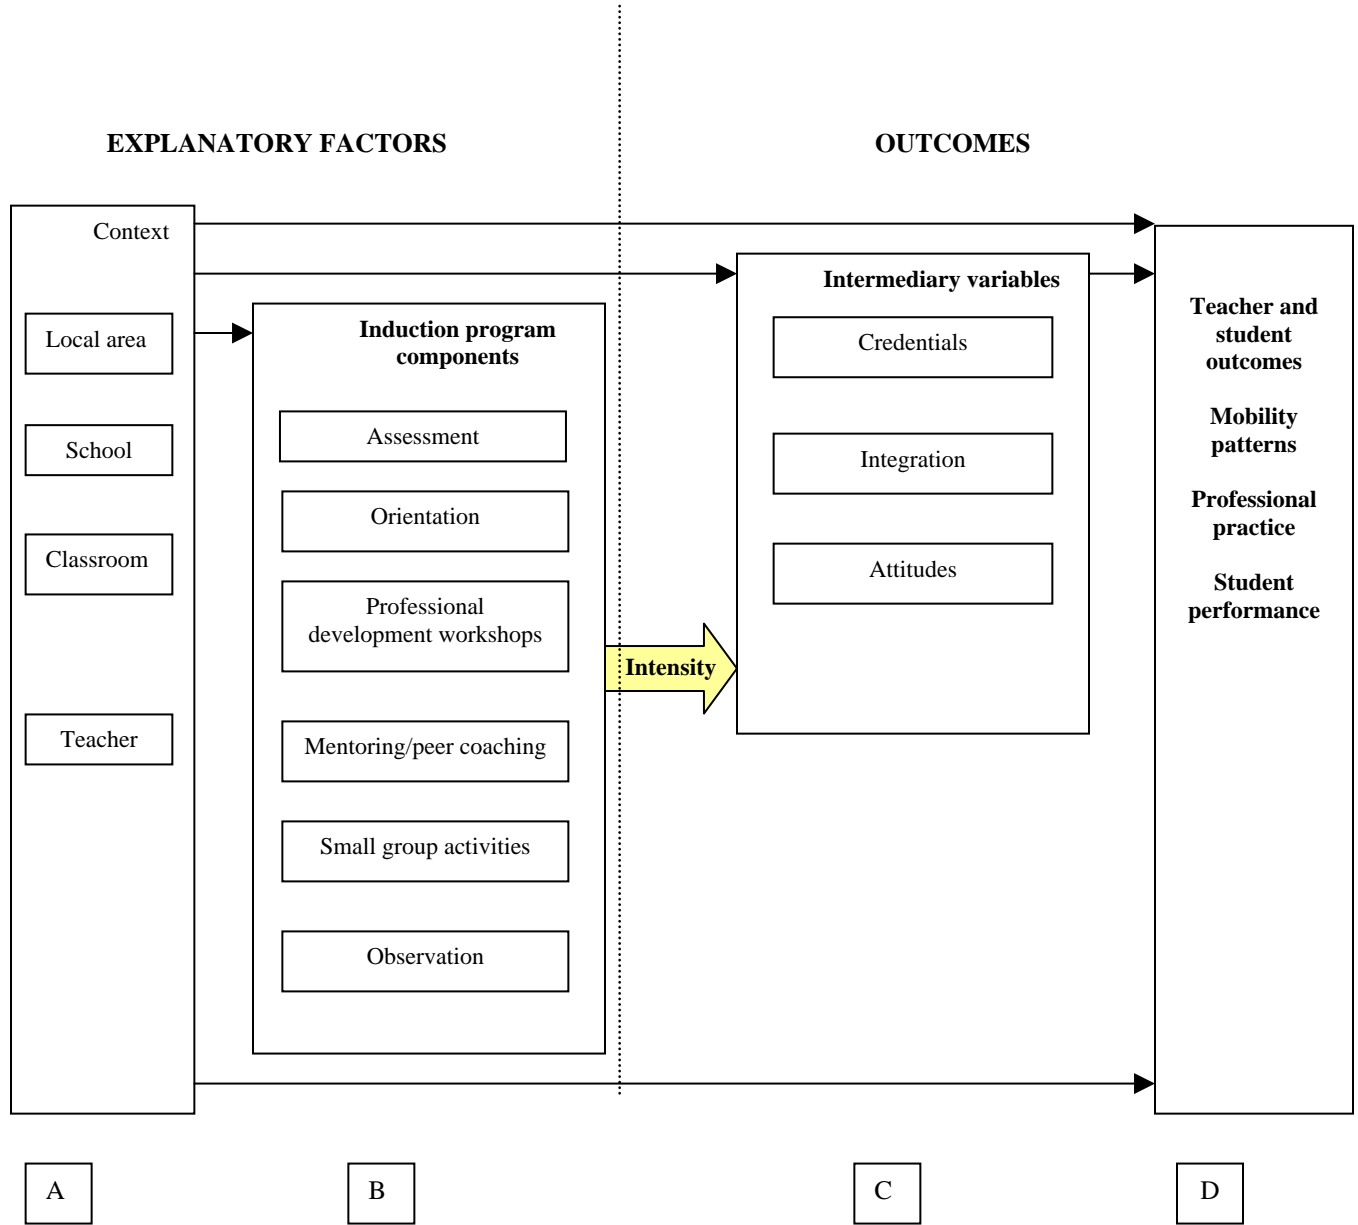 EXPLANATORY FACTORS
OUTCOMES
Context
Local area
School
Classroom
Teacher
Induction program
components
Assessment
Orientation
Professional
development workshops
Mentoring/peer coaching
Small group activities
Observation
Intensity
Intermediary variables
Credentials
Integration
Attitudes
Teacher and
student
outcomes
Mobility
patterns
Professional
practice
Student
performance
A
B
C
D